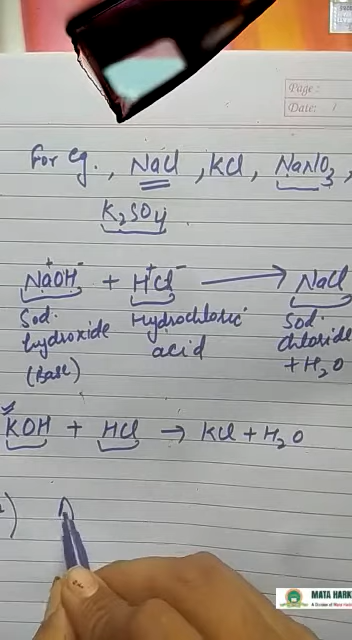 Page:
Date:
For eg., NaCl, KCl, NaNO3,
K2SO4
NaOH + HCl → NaCl
Sod. hydroxide (Base)
Hydrochloric acid
Sod. chloride + H2O
KOH + HCl → KCl + H2O
MATA HARK